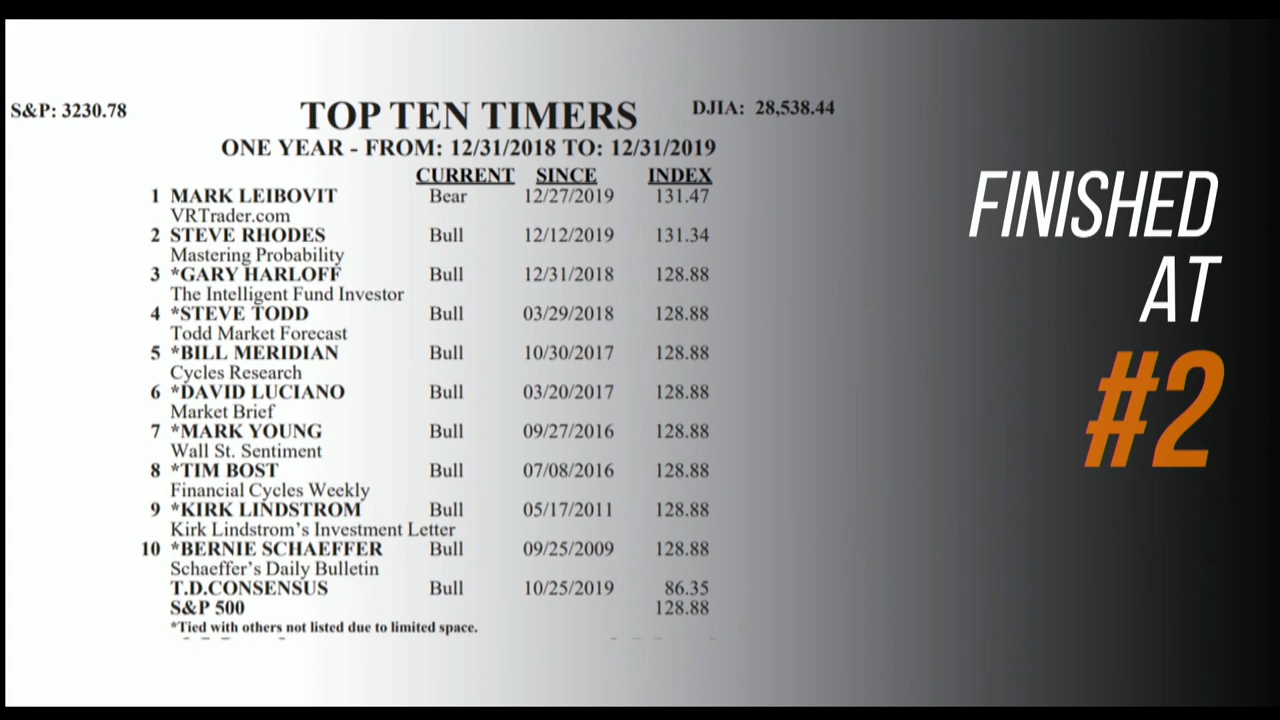 S&P: 3230.78
TOP TEN TIMERS
DJIA: 28,538.44
ONE YEAR - FROM: 12/31/2018 TO: 12/31/2019
CURRENT SINCE INDEX
1 MARK LEIBOVIT Bear 12/27/2019 131.47
VRTrader.com
2 STEVE RHODES Bull 12/12/2019 131.34
Mastering Probability
3 *GARY HARLOFF Bull 12/31/2018 128.88
The Intelligent Fund Investor
4 *STEVE TODD Bull 03/29/2018 128.88
Todd Market Forecast
5 *BILL MERIDIAN Bull 10/30/2017 128.88
Cycles Research
6 *DAVID LUCIANO Bull 03/20/2017 128.88
Market Brief
7 *MARK YOUNG Bull 09/27/2016 128.88
Wall St. Sentiment
8 *TIM BOST Bull 07/08/2016 128.88
Financial Cycles Weekly
9 *KIRK LINDSTROM Bull 05/17/2011 128.88
Kirk Lindstrom's Investment Letter
10 *BERNIE SCHAEFFER Bull 09/25/2009 128.88
Schaeffer's Daily Bulletin
T.D.CONSENSUS Bull 10/25/2019 86.35
S&P 500 128.88
*Tied with others not listed due to limited space.
FINISHED
AT
#2